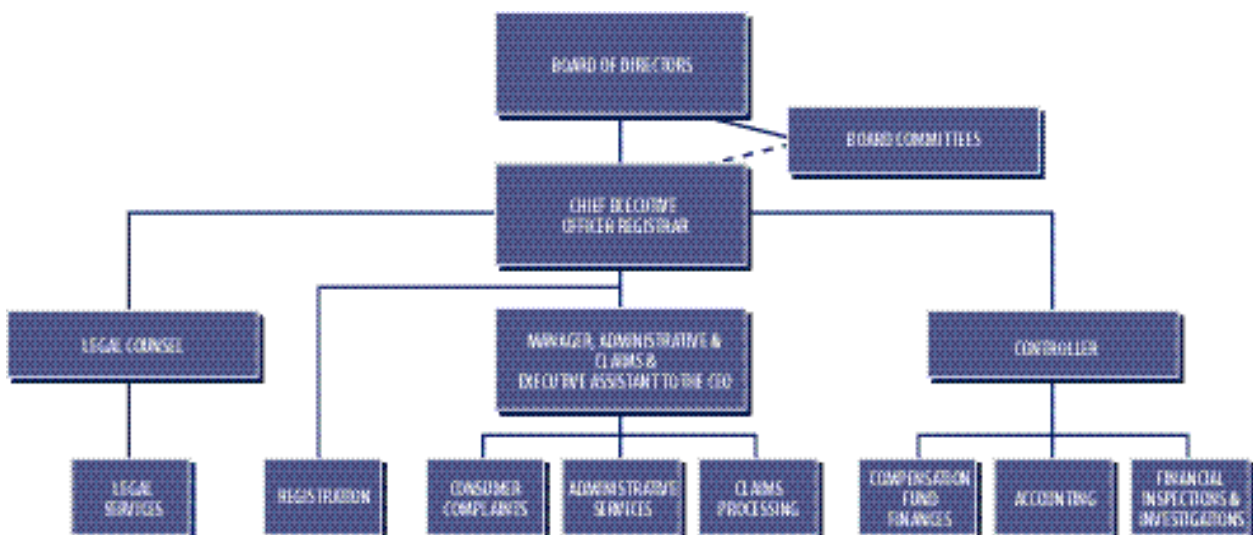 BOARD OF DIRECTORS
BOARD COMMITTEES
CHIEF EXECUTIVE
OFFICER REGISTRAR
LEGAL COUNSEL
MANAGER, ADMINISTRATIVE &
CLAIMS &
EXECUTIVE ASSISTANT TO THE CEO
CONTROLLER
LEGAL
SERVICES
REGISTRATION
CONSUMER
COMPLAINTS
ADMINISTRATIVE
SERVICES
CLAIMS
PROCESSING
COMPENSATION
FUND
FINANCES
ACCOUNTING
FINANCIAL
INSPECTIONS &
INVESTIGATIONS